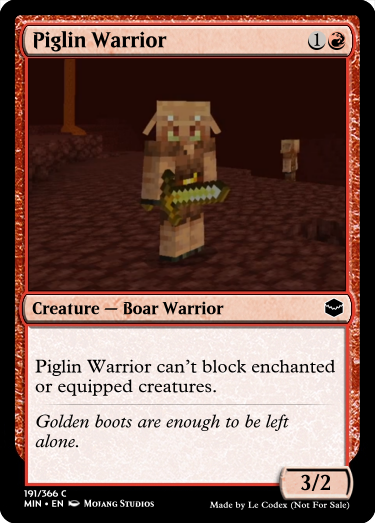 Piglin Warrior 1
Creature — Boar Warrior
Piglin Warrior can't block enchanted
or equipped creatures.
Golden boots are enough to be left
alone.
3/2
191/366 C
MIN • EN Mojang Studios
Made by Le Codex (Not For Sale)